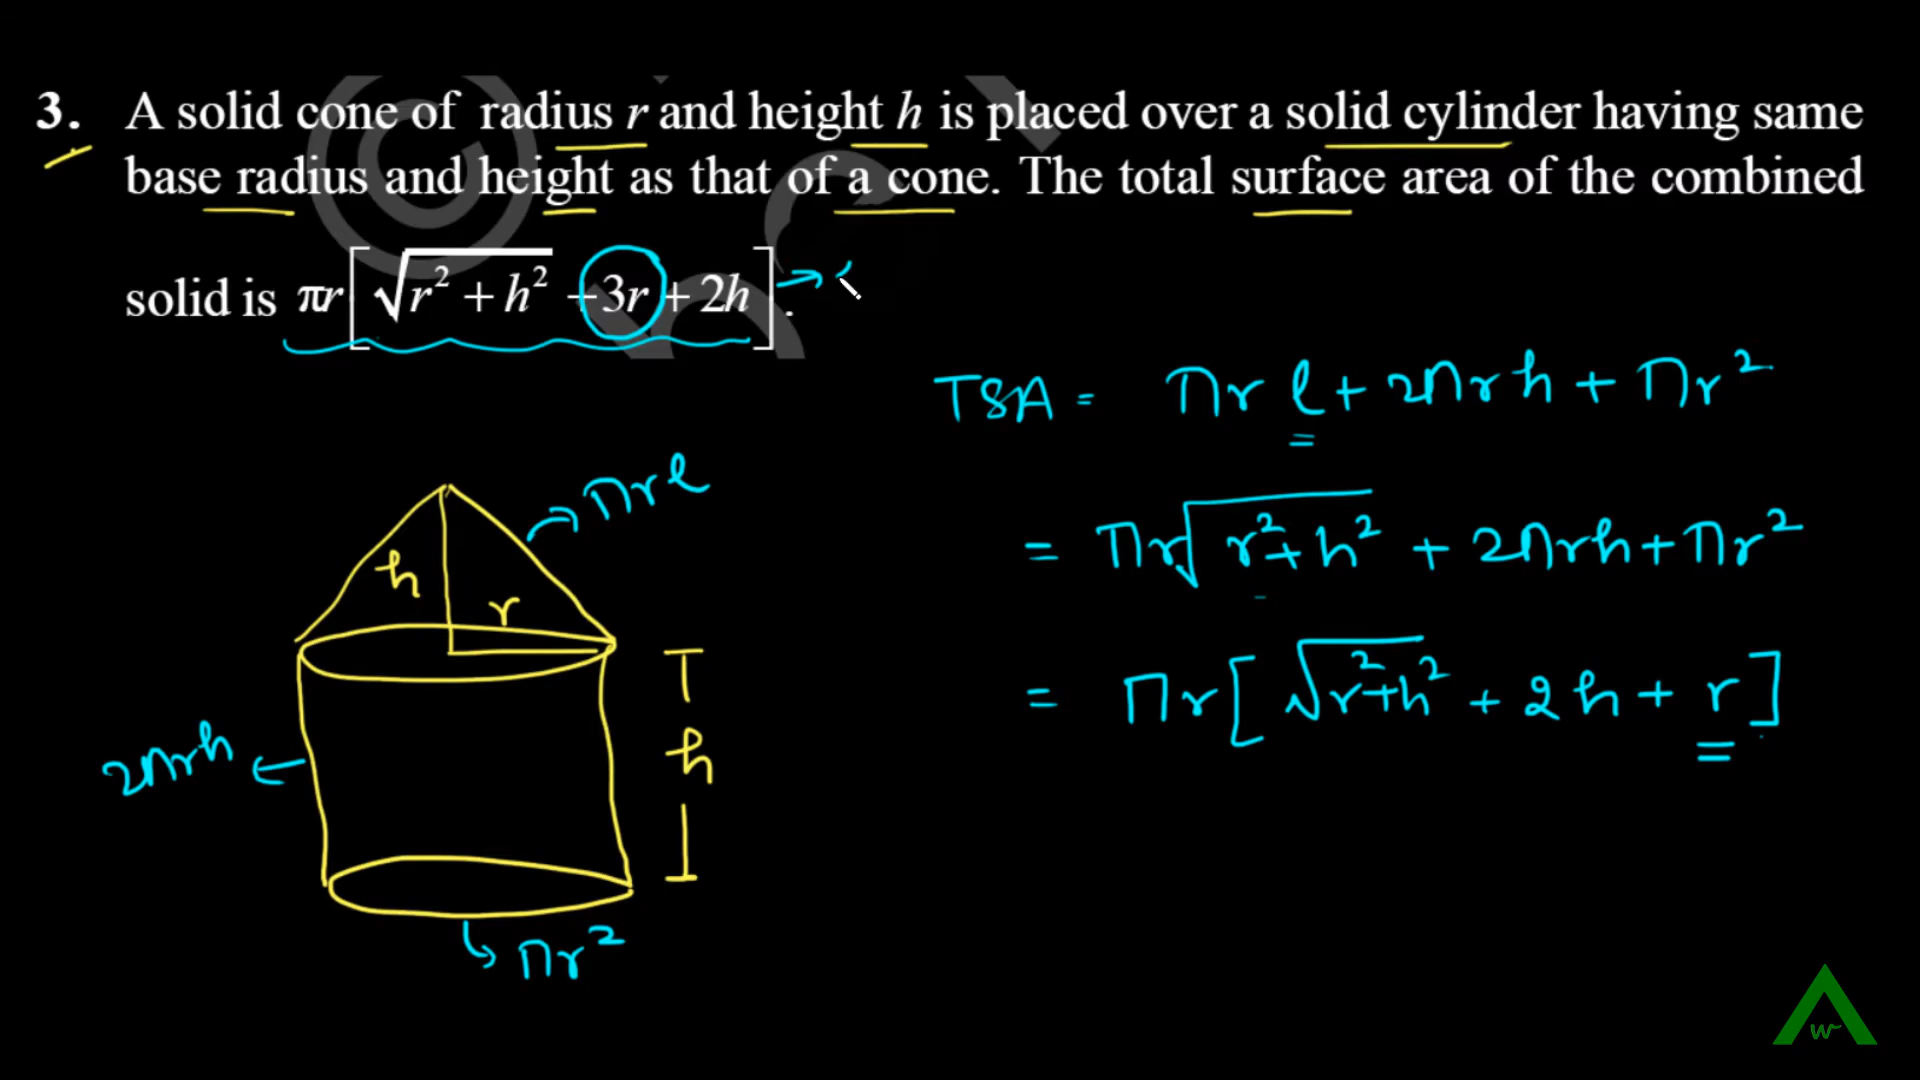 3. A solid cone of radius r and height h is placed over a solid cylinder having same
base radius and height as that of a cone. The total surface area of the combined
solid is πr[√(r² + h²) + 3r + 2h].
TSA = πrl + 2πrh + πr²
= πr√(r² + h²) + 2πrh + πr²
= πr[√(r² + h²) + 2h + r]
πrl
h
r
h
2πrh
πr²
W